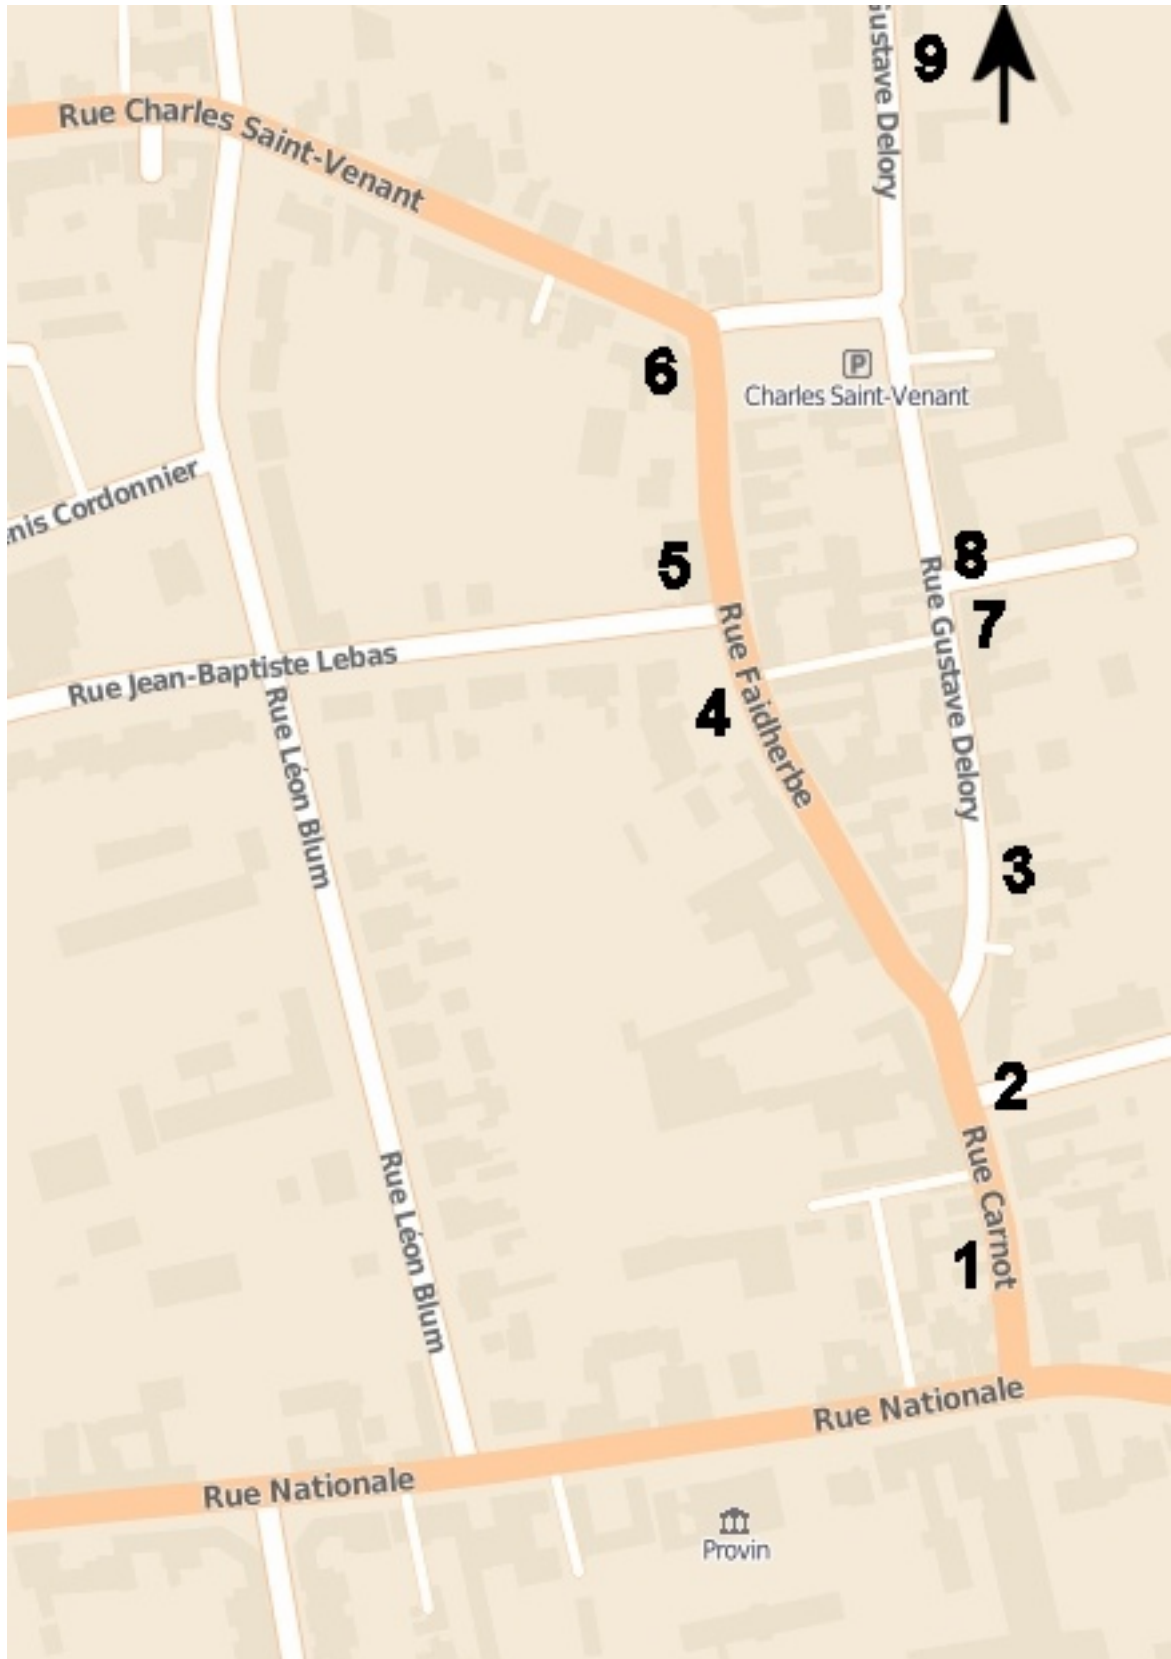 Gustave Delory
9
Rue Charles Saint-Venant
6
P
Charles Saint-Venant
nis Cordonnier
5
8
7
Rue Gustave Delory
Rue Faidherbe
Rue Jean-Baptiste Lebas
4
Rue Léon Blum
3
2
Rue Carnot
Rue Léon Blum
1
Rue Nationale
Rue Nationale
Provin